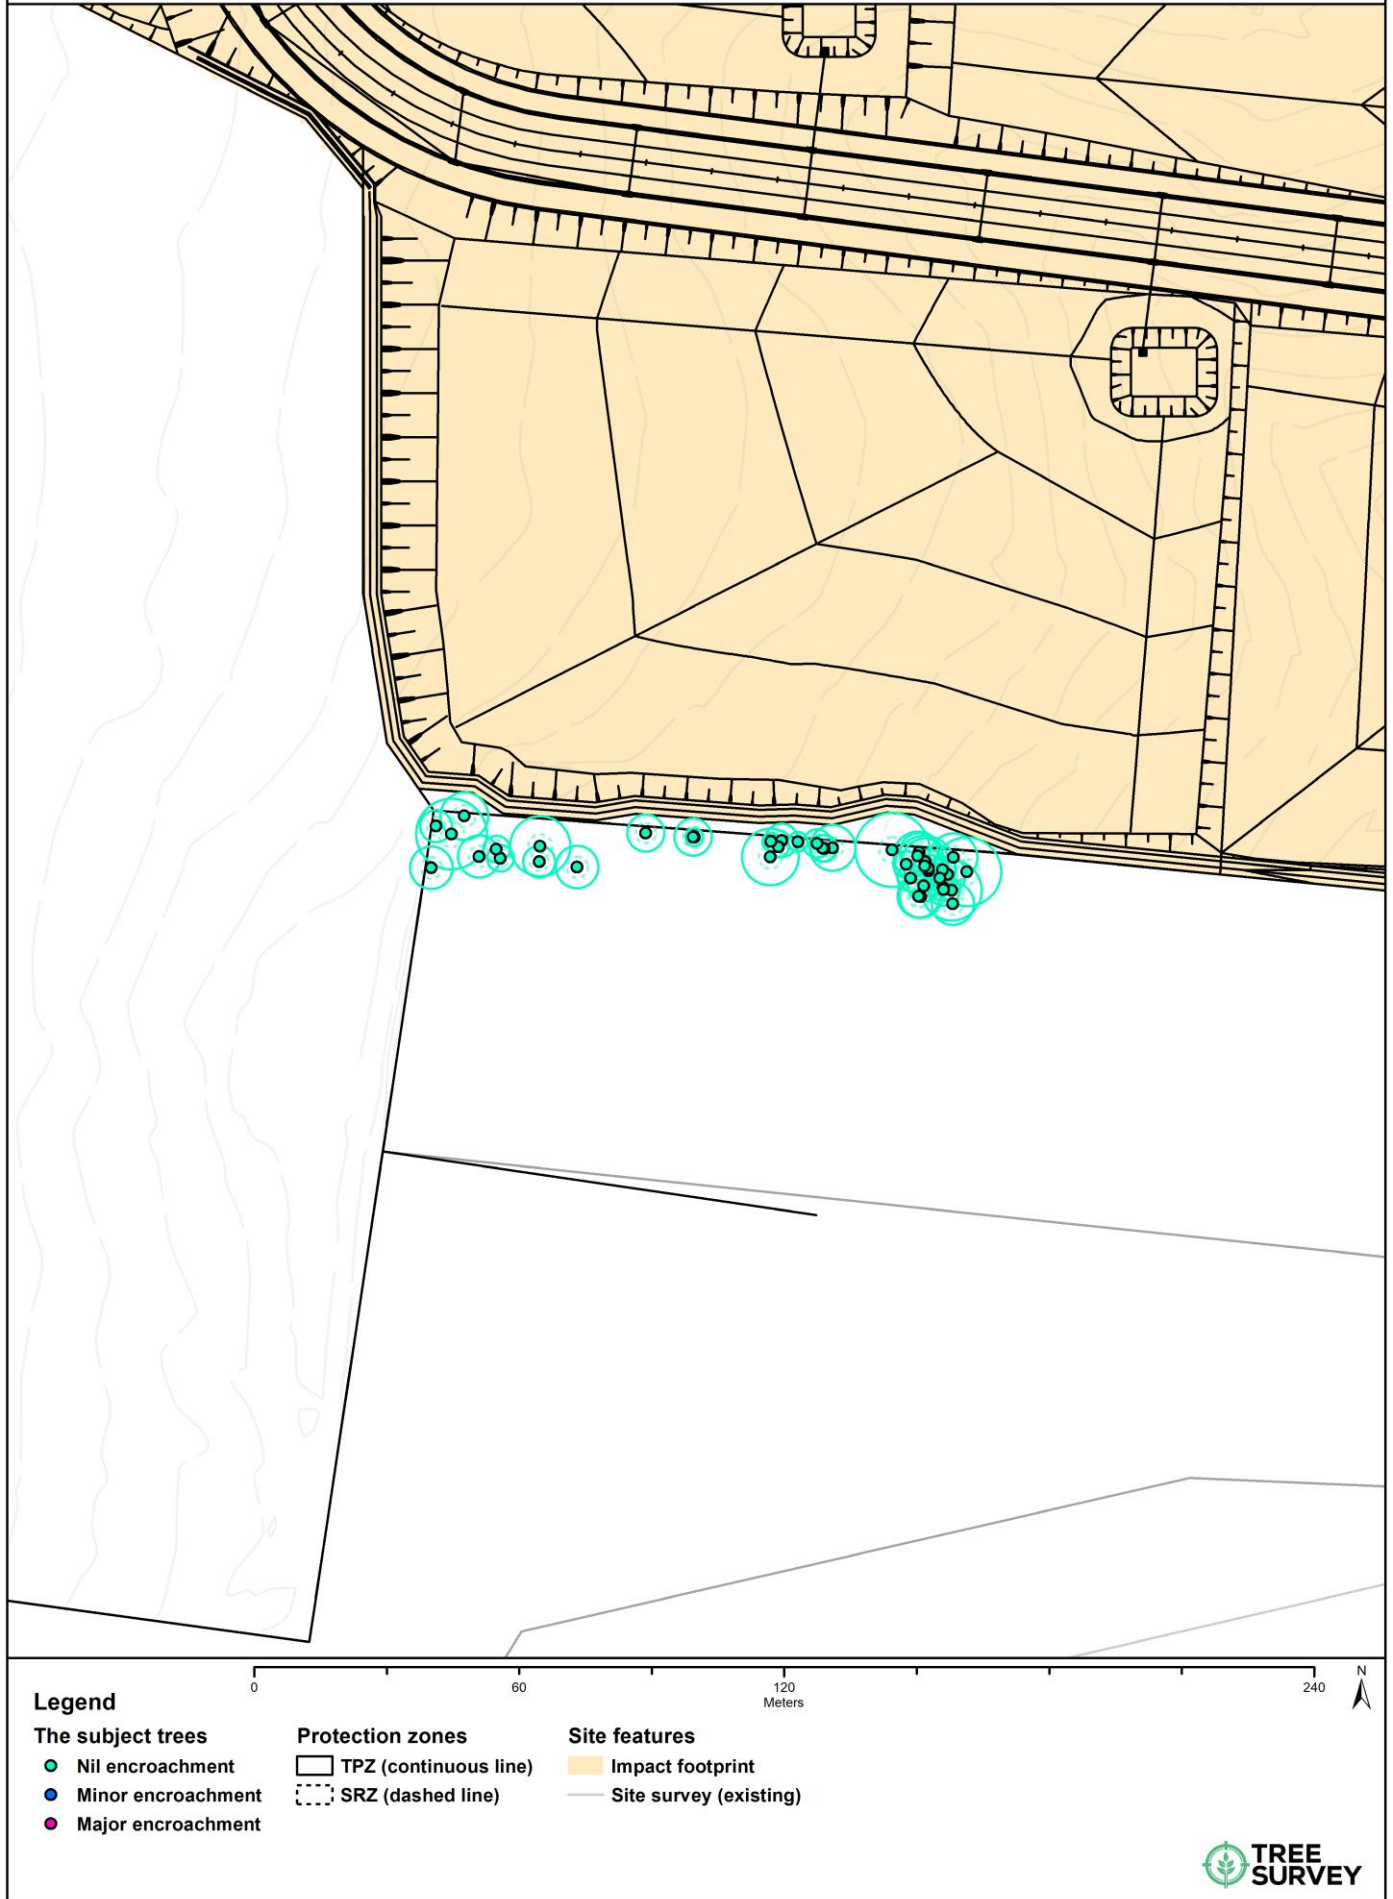 0 60 120 240
Meters
N
Legend
The subject trees
Nil encroachment
Minor encroachment
Major encroachment
Protection zones
TPZ (continuous line)
SRZ (dashed line)
Site features
Impact footprint
Site survey (existing)
TREE
SURVEY